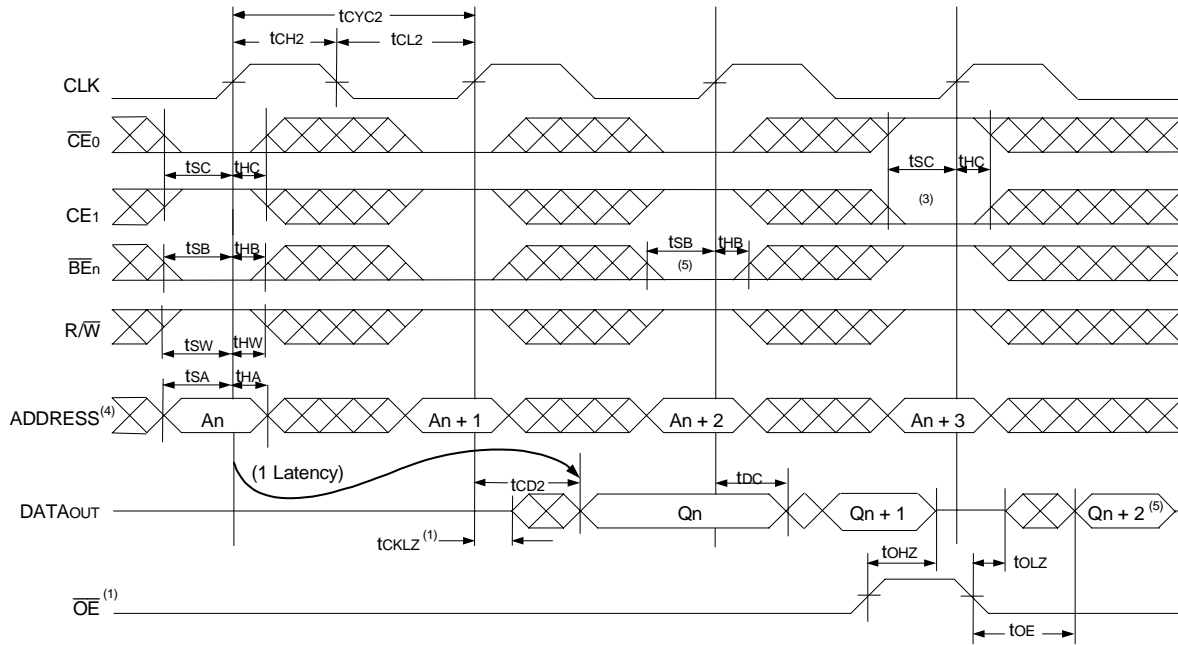 tCYC2
tCH2 tCL2
CLK
CE0
tSC tHC tSC tHC
CE1 (3)
tSB tHB tSB tHB
BEn (5)
R/W
tSW tHW
tSA tHA
ADDRESS(4) An An + 1 An + 2 An + 3
(1 Latency) tCD2 tDC
DATAOUT Qn Qn + 1 Qn + 2 (5)
tCKLZ (1)
tOHZ tOLZ
OE (1)
tOE